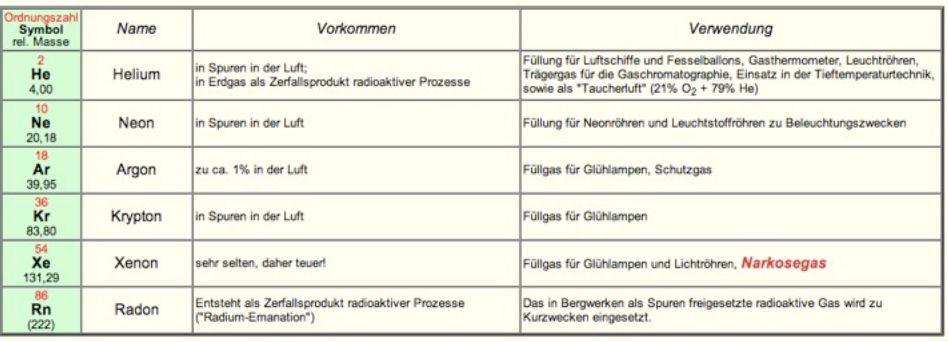 Ordnungszahl
Symbol
rel. Masse
Name
Vorkommen
Verwendung
2
He
4,00
Helium
in Spuren in der Luft;
in Erdgas als Zerfallsprodukt radioaktiver Prozesse
Füllung für Luftschiffe und Fesselballons, Gasthermometer, Leuchtröhren,
Trägergas für die Gaschromatographie, Einsatz in der Tieftemperaturtechnik,
sowie als "Taucherluft" (21% O2 + 79% He)
10
Ne
20,18
Neon
in Spuren in der Luft
Füllung für Neonröhren und Leuchtstoffröhren zu Beleuchtungszwecken
18
Ar
39,95
Argon
zu ca. 1% in der Luft
Füllgas für Glühlampen, Schutzgas
36
Kr
83,80
Krypton
in Spuren in der Luft
Füllgas für Glühlampen
54
Xe
131,29
Xenon
sehr selten, daher teuer!
Füllgas für Glühlampen und Lichtröhren, Narkosegas
86
Rn
(222)
Radon
Entsteht als Zerfallsprodukt radioaktiver Prozesse
("Radium-Emanation")
Das in Bergwerken als Spuren freigesetzte radioaktive Gas wird zu
Kurzwecken eingesetzt.